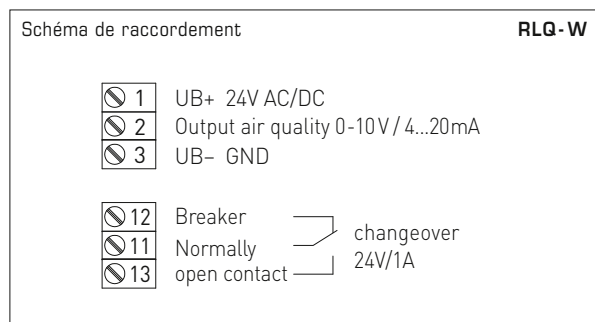 Schéma de raccordement RLQ-W
1 UB+ 24V AC/DC
2 Output air quality 0-10V / 4...20mA
3 UB– GND
12 Breaker
changeover
11 Normally
24V/1A
13 open contact